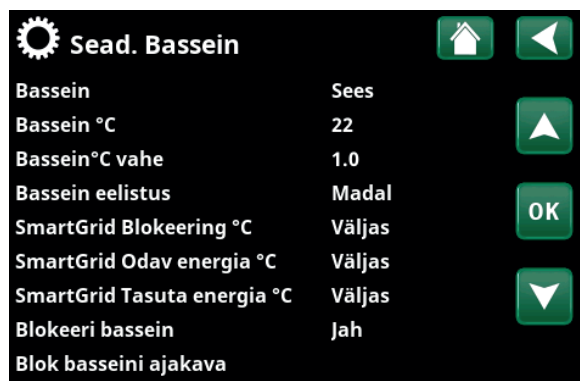 Sead. Bassein
Bassein Sees
Bassein °C 22
Bassein°C vahe 1.0
Bassein eelistus Madal
SmartGrid Blokeering °C Väljas
OK
SmartGrid Odav energia °C Väljas
SmartGrid Tasuta energia °C Väljas
Blokeeri bassein Jah
Blok basseini ajakava